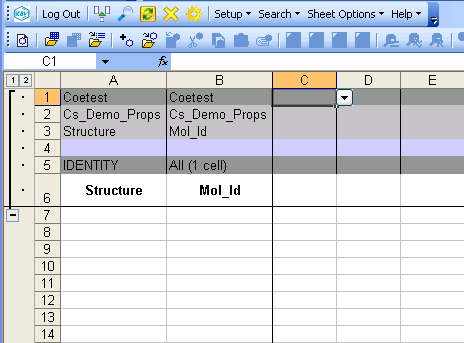 Log Out Setup Search Sheet Options Help
C1 fx
1 2 A B C D E
1 Coetest Coetest
2 Cs_Demo_Props Cs_Demo_Props
3 Structure Mol_Id
4
5 IDENTITY All (1 cell)
6 Structure Mol_Id
7
8
9
10
11
12
13
14